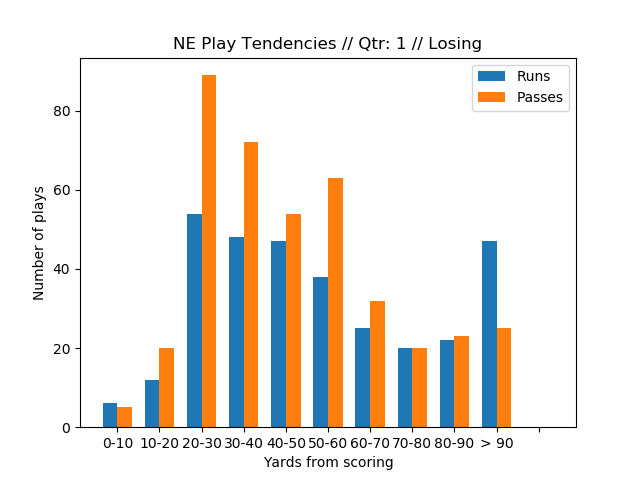 NE Play Tendencies // Qtr: 1 // Losing
Runs
Passes
Number of plays
80
60
40
20
0
0-10 10-20 20-30 30-40 40-50 50-60 60-70 70-80 80-90 > 90
Yards from scoring